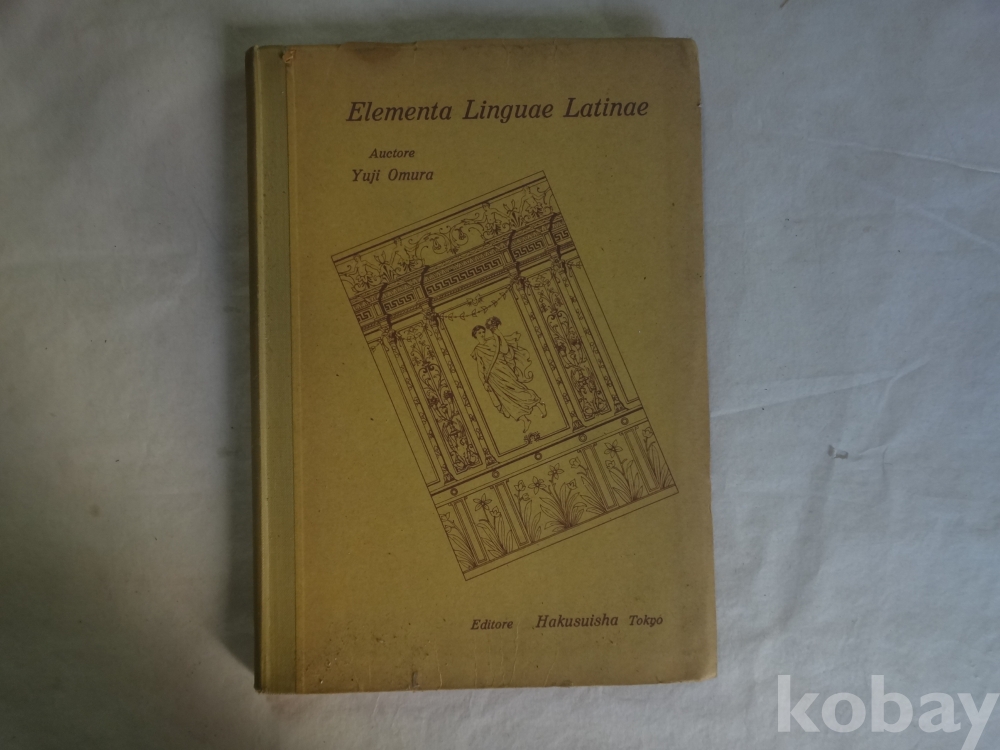 Elementa Linguae Latinae
Auctore
Yuji Omura
Editore Hakusuisha Tokyo
kobay